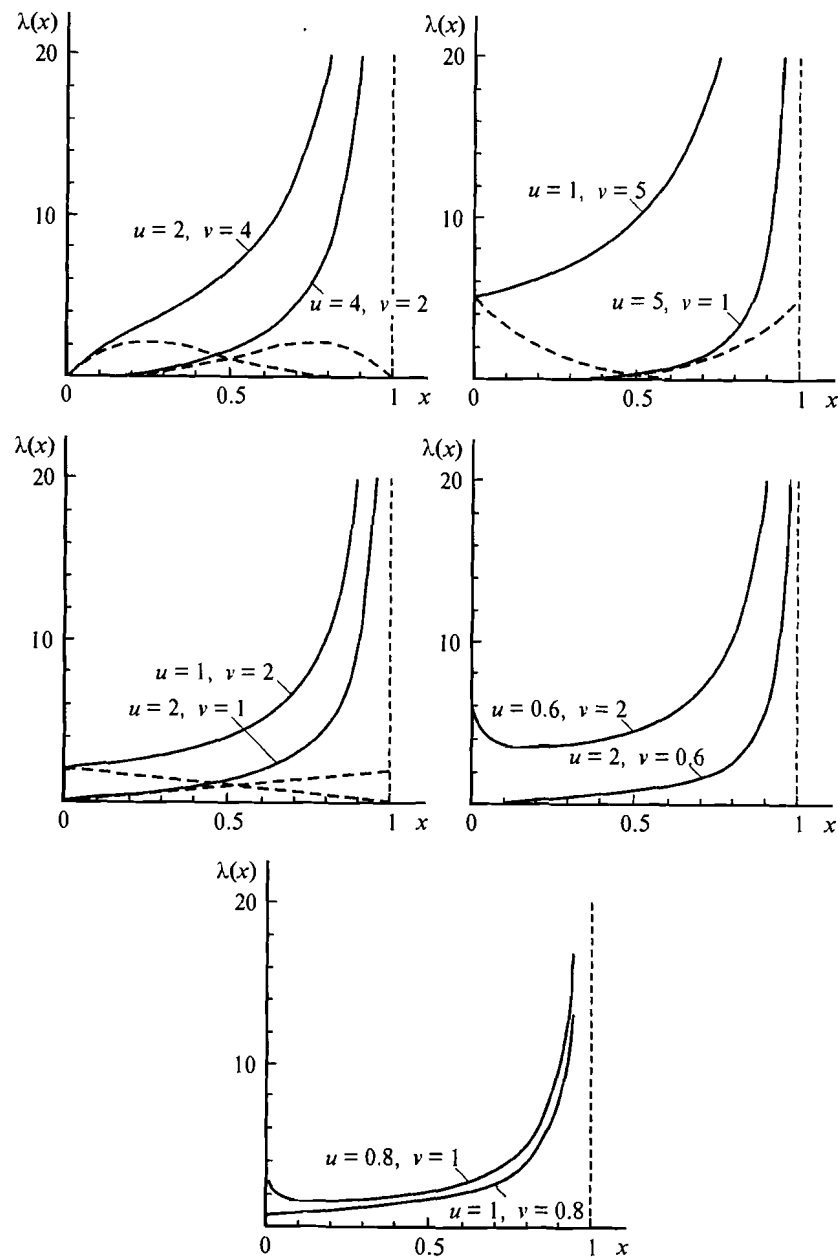 λ(x)
20
10
u = 2, v = 4
u = 4, v = 2
0
0.5
1
x
λ(x)
20
10
u = 1, v = 5
u = 5, v = 1
0
0.5
1
x
λ(x)
20
10
u = 1, v = 2
u = 2, v = 1
0
0.5
1
x
λ(x)
20
10
u = 0.6, v = 2
u = 2, v = 0.6
0
0.5
1
x
λ(x)
20
10
u = 0.8, v = 1
u = 1, v = 0.8
0
0.5
1
x